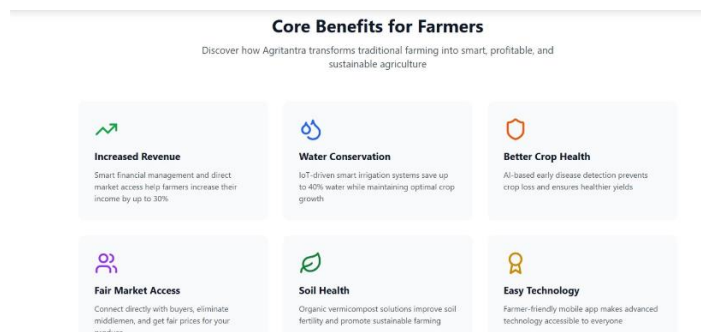 Core Benefits for Farmers
Discover how Agritantra transforms traditional farming into smart, profitable, and
sustainable agriculture
Increased Revenue
Smart financial management and direct
market access help farmers increase their
income by up to 30%
Water Conservation
IoT-driven smart irrigation systems save up
to 40% water while maintaining optimal crop
growth
Better Crop Health
AI-based early disease detection prevents
crop loss and ensures healthier yields
Fair Market Access
Connect directly with buyers, eliminate
middlemen, and get fair prices for your
Soil Health
Organic vermicompost solutions improve soil
fertility and promote sustainable farming
Easy Technology
Farmer-friendly mobile app makes advanced
technology accessible to everyone